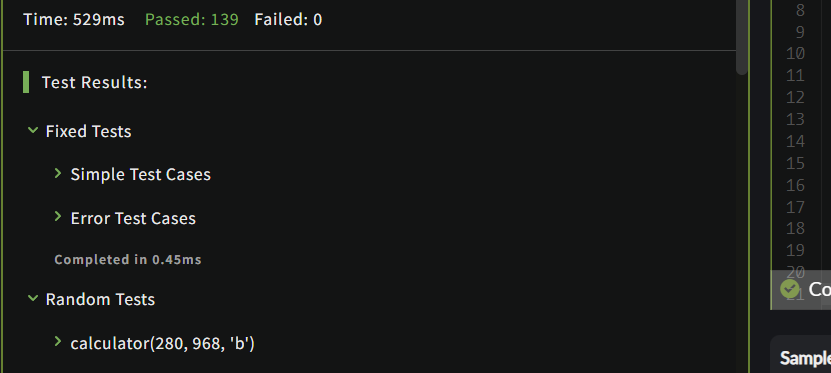 Time: 529ms Passed: 139 Failed: 0
Test Results:
Fixed Tests
Simple Test Cases
Error Test Cases
Completed in 0.45ms
Random Tests
calculator(280, 968, 'b')
8
9
10
11
12
13
14
15
16
17
18
19
20
21
Co
Sample